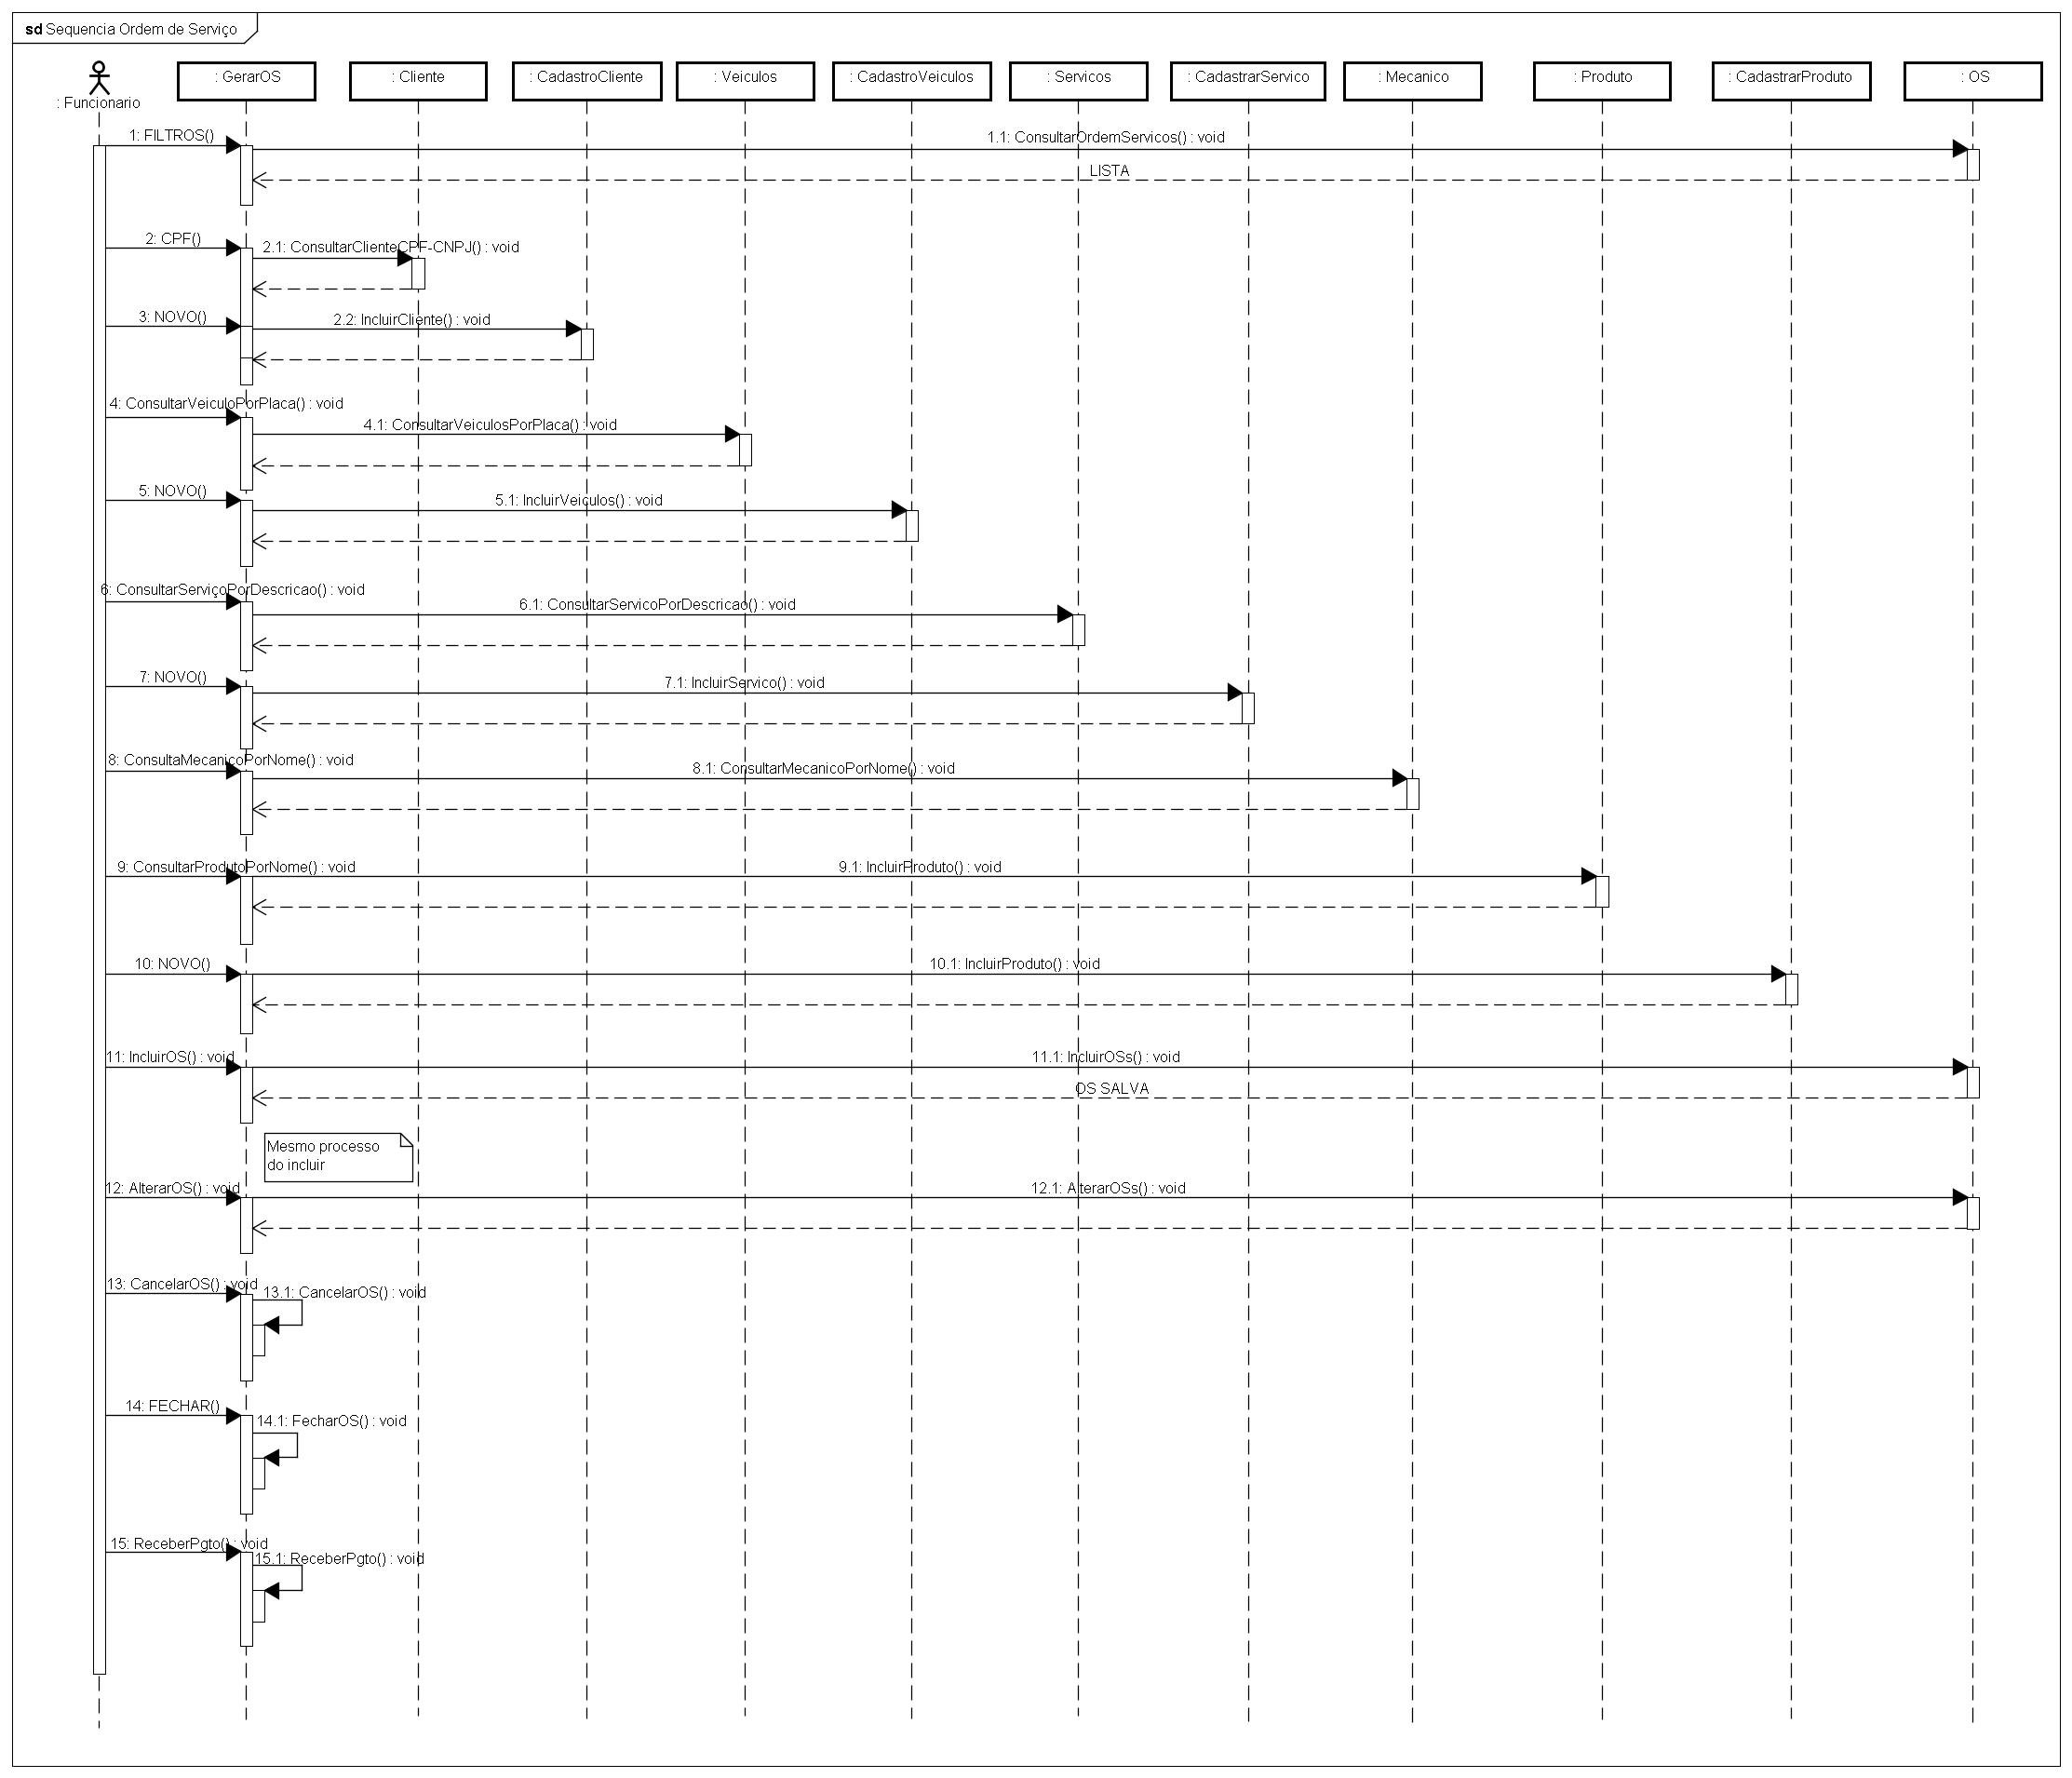 sd Sequencia Ordem de Serviço
: Funcionario
: GerarOS
: Cliente
: CadastroCliente
: Veiculos
: CadastroVeiculos
: Servicos
: CadastrarServico
: Mecanico
: Produto
: CadastrarProduto
: OS
1: FILTROS()
1.1: ConsultarOrdemServicos() : void
LISTA
2: CPF()
2.1: ConsultarClienteCPF-CNPJ() : void
3: NOVO()
2.2: IncluirCliente() : void
4: ConsultarVeiculoPorPlaca() : void
4.1: ConsultarVeiculosPorPlaca() : void
5: NOVO()
5.1: IncluirVeiculos() : void
6: ConsultarServiçoPorDescricao() : void
6.1: ConsultarServicoPorDescricao() : void
7: NOVO()
7.1: IncluirServico() : void
8: ConsultaMecanicoPorNome() : void
8.1: ConsultarMecanicoPorNome() : void
9: ConsultarProdutoPorNome() : void
9.1: IncluirProduto() : void
10: NOVO()
10.1: IncluirProduto() : void
11: IncluirOS() : void
11.1: IncluirOSs() : void
OS SALVA
Mesmo processo
do incluir
12: AlterarOS() : void
12.1: AlterarOSs() : void
13: CancelarOS() : void
13.1: CancelarOS() : void
14: FECHAR()
14.1: FecharOS() : void
15: ReceberPgto() : void
15.1: ReceberPgto() : void